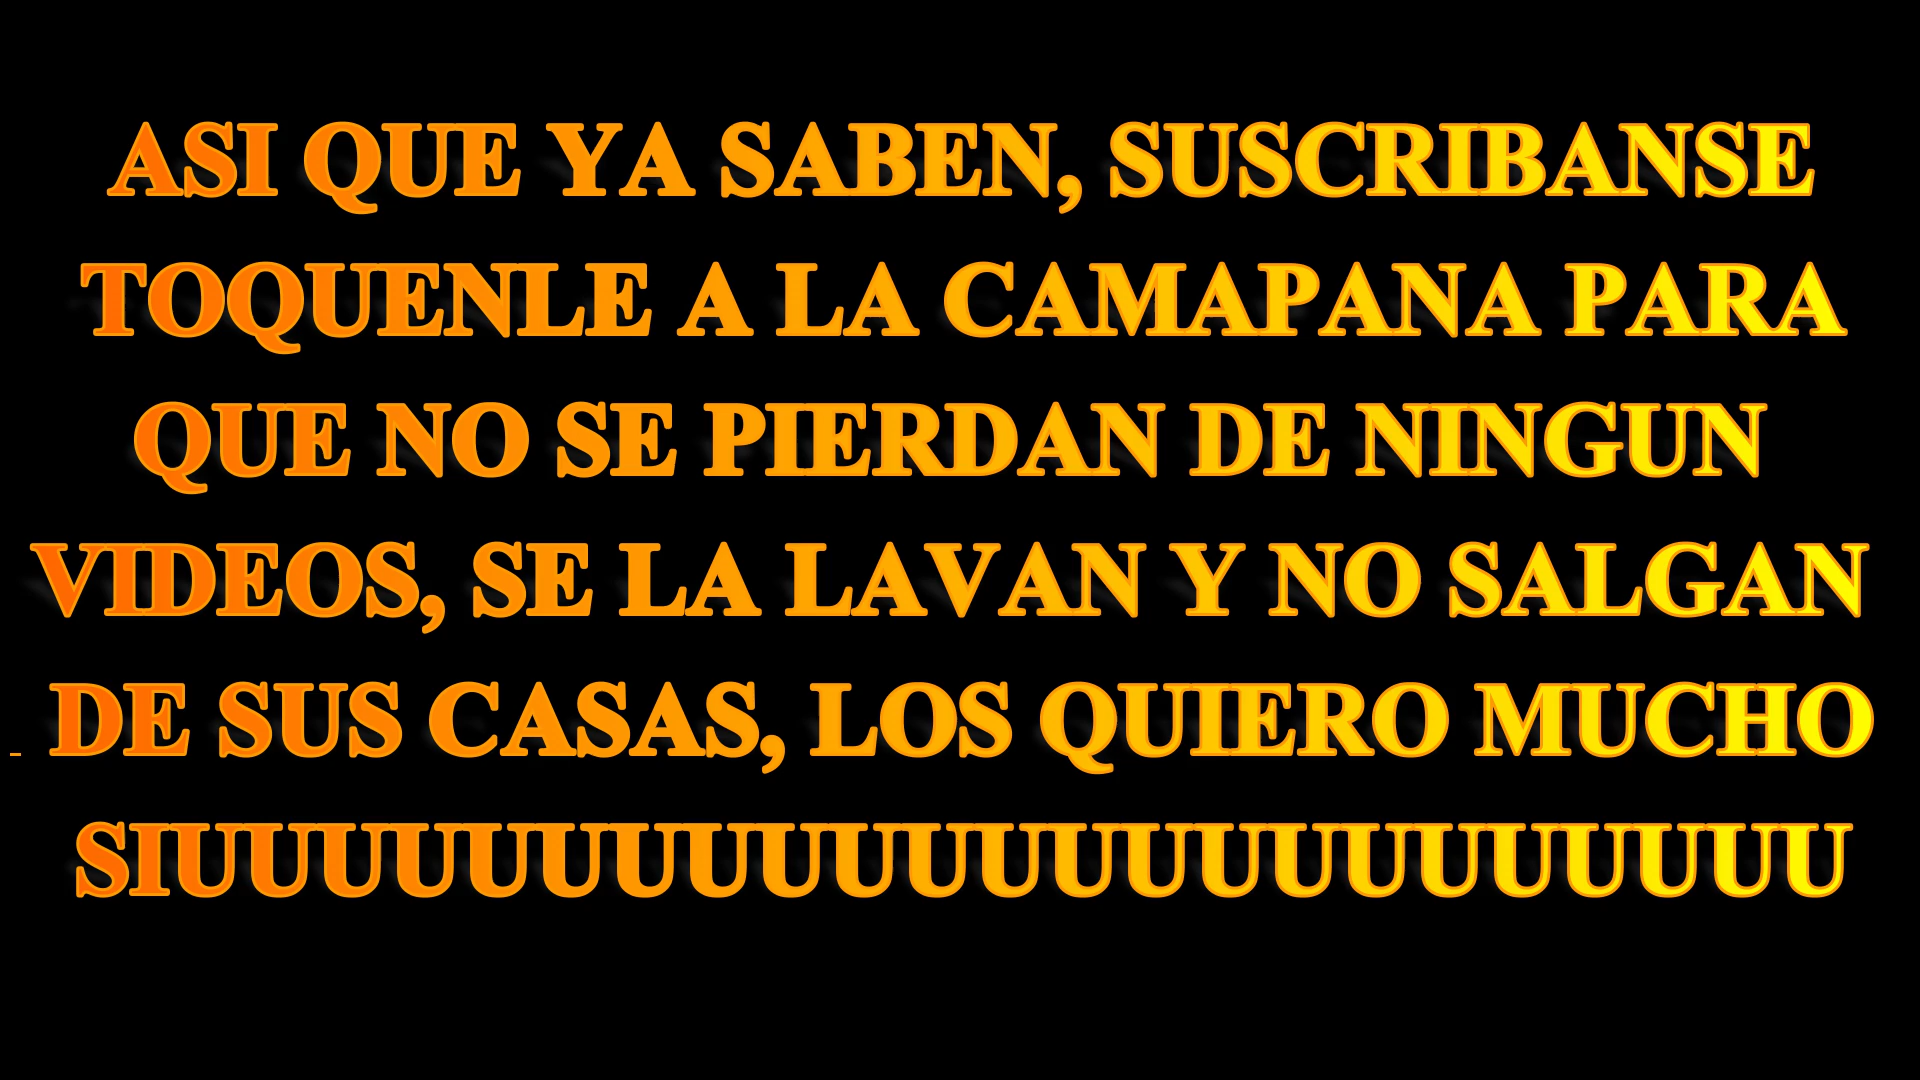 ASI QUE YA SABEN, SUSCRIBANSE
TOQUENLE A LA CAMAPANA PARA
QUE NO SE PIERDAN DE NINGUN
VIDEOS, SE LA LAVAN Y NO SALGAN
DE SUS CASAS, LOS QUIERO MUCHO
SIUUUUUUUUUUUUUUUUUUUUUUU